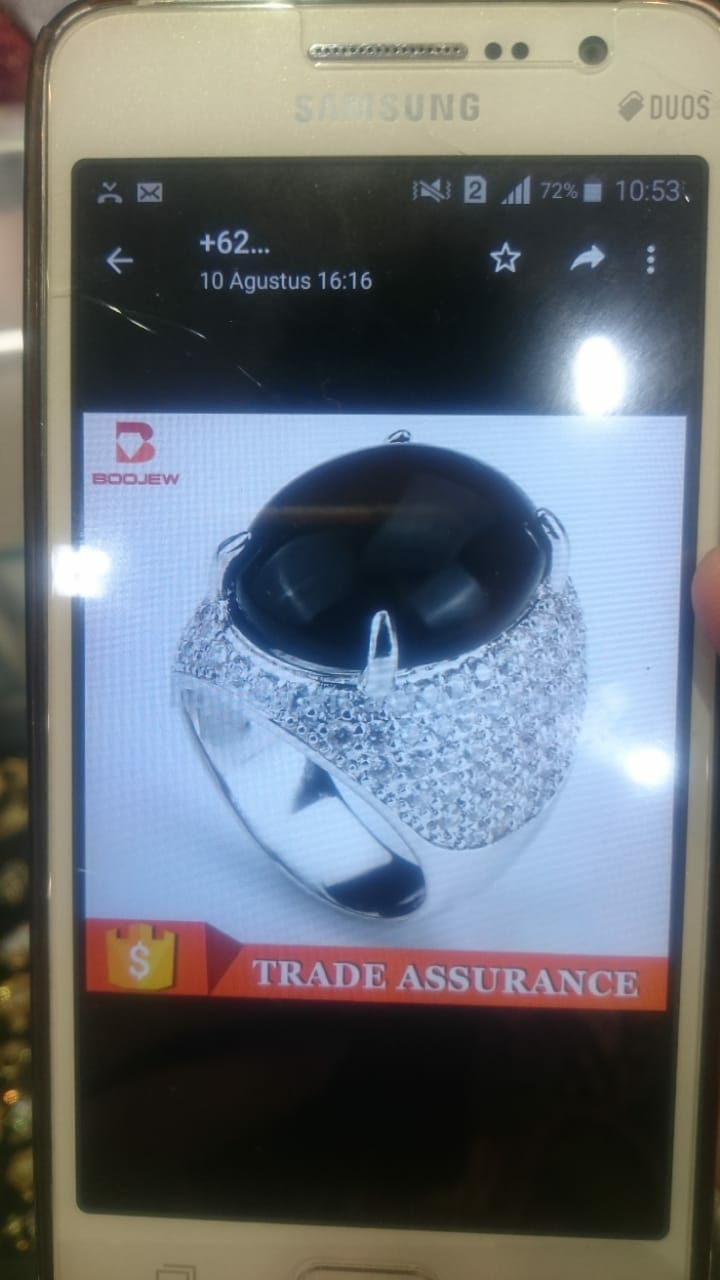 SAMSUNG
DUOS
2
72%
10:53
+62...
10 Agustus 16:16
B
BOOJEW
$
TRADE ASSURANCE